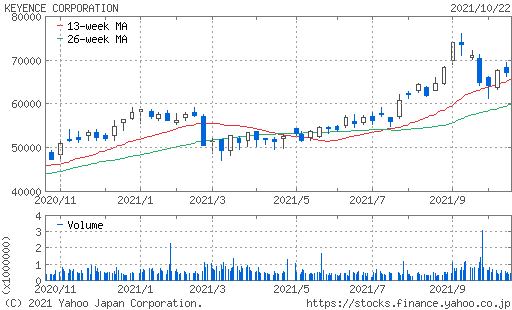 KEYENCE CORPORATION 2021/10/22
80000
13-week MA
26-week MA
70000
60000
50000
40000
2020/11 2021/1 2021/3 2021/5 2021/7 2021/9
4
Volume
3
2
1
0
(x1000000)
2020/11 2021/1 2021/3 2021/5 2021/7 2021/9
(C) 2021 Yahoo Japan Corporation. https://stocks.finance.yahoo.co.jp